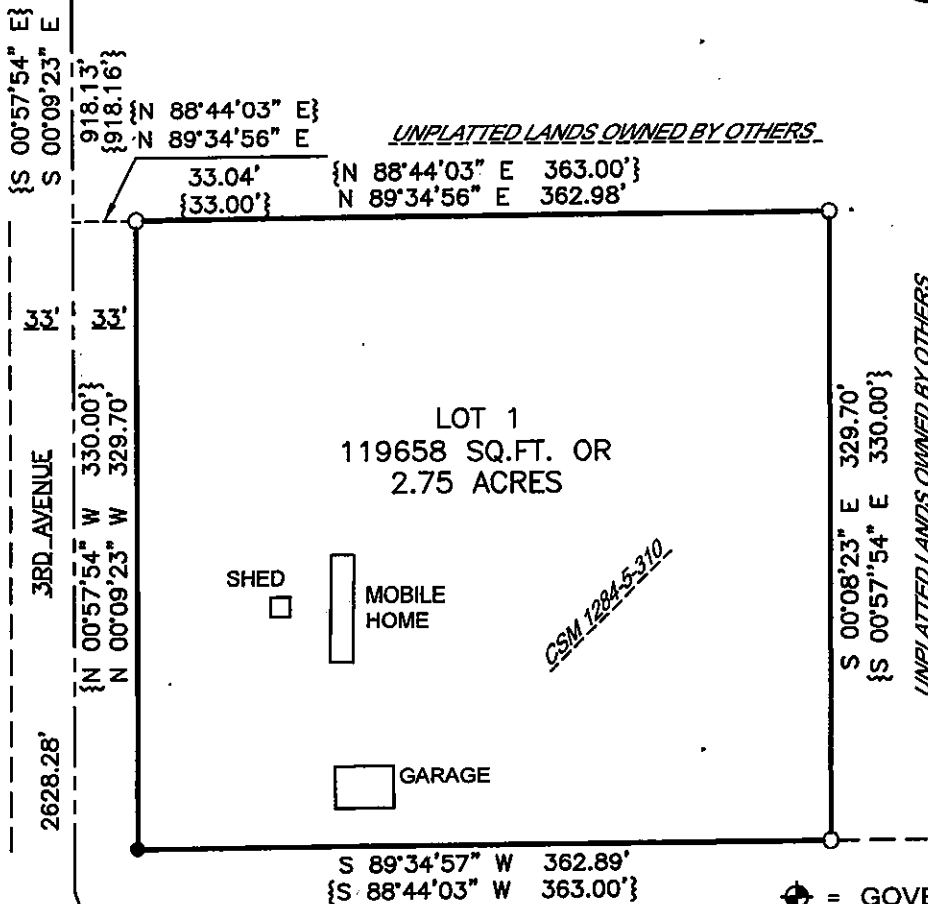 {S 00°57'54" E}
S 00°09'23" E
918.13'
{918.16'}
{N 88°44'03" E}
N 89°34'56" E
33.04'
{33.00'}
UNPLATTED LANDS OWNED BY OTHERS
{N 88°44'03" E 363.00'}
N 89°34'56" E 362.98'
33'
33'
3RD AVENUE
2628.28'
{N 00°57'54" W 330.00'}
N 00°09'23" W 329.70'
LOT 1
119658 SQ.FT. OR
2.75 ACRES
SHED
MOBILE
HOME
CSM 1284-5-310
GARAGE
S 00°08'23" E 329.70'
{S 00°57'54" E 330.00'}
UNPLATTED LANDS OWNED BY OTHERS
S 89°34'57" W 362.89'
{S 88°44'03" W 363.00'}
= GOVE